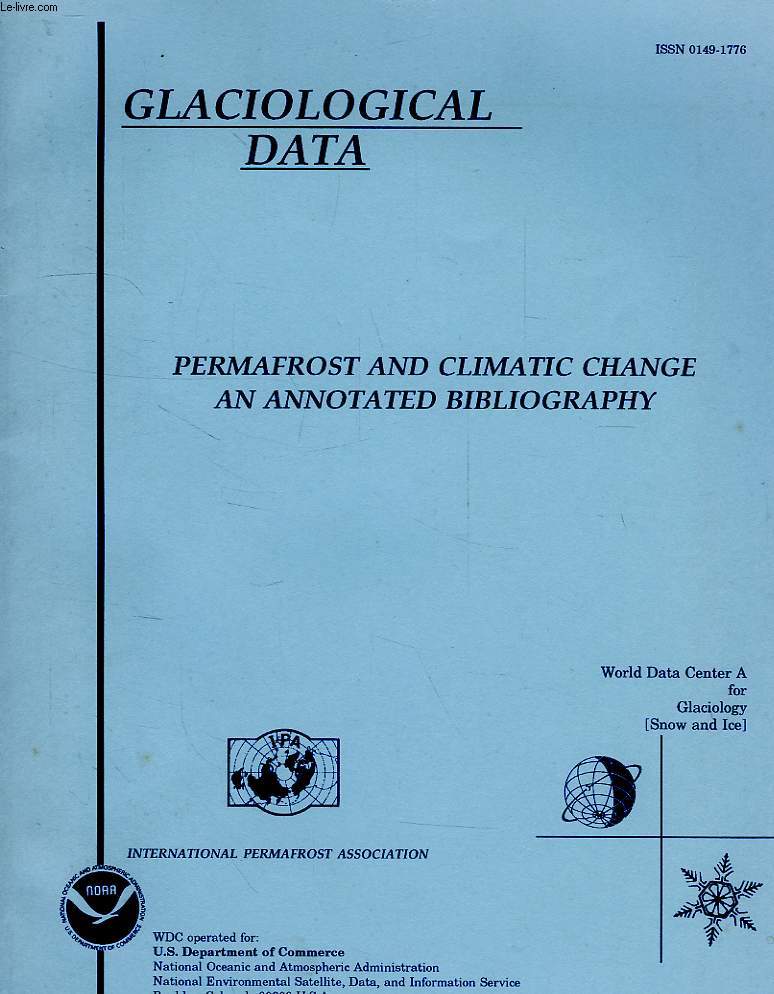 Le-livre.com
ISSN 0149-1776
GLACIOLOGICAL
DATA
PERMAFROST AND CLIMATIC CHANGE
AN ANNOTATED BIBLIOGRAPHY
World Data Center A
for
Glaciology
[Snow and Ice]
IPA
INTERNATIONAL PERMAFROST ASSOCIATION
NATIONAL OCEANIC AND ATMOSPHERIC ADMINISTRATION
NOAA
U.S. DEPARTMENT OF COMMERCE
WDC operated for:
U.S. Department of Commerce
National Oceanic and Atmospheric Administration
National Environmental Satellite, Data, and Information Service